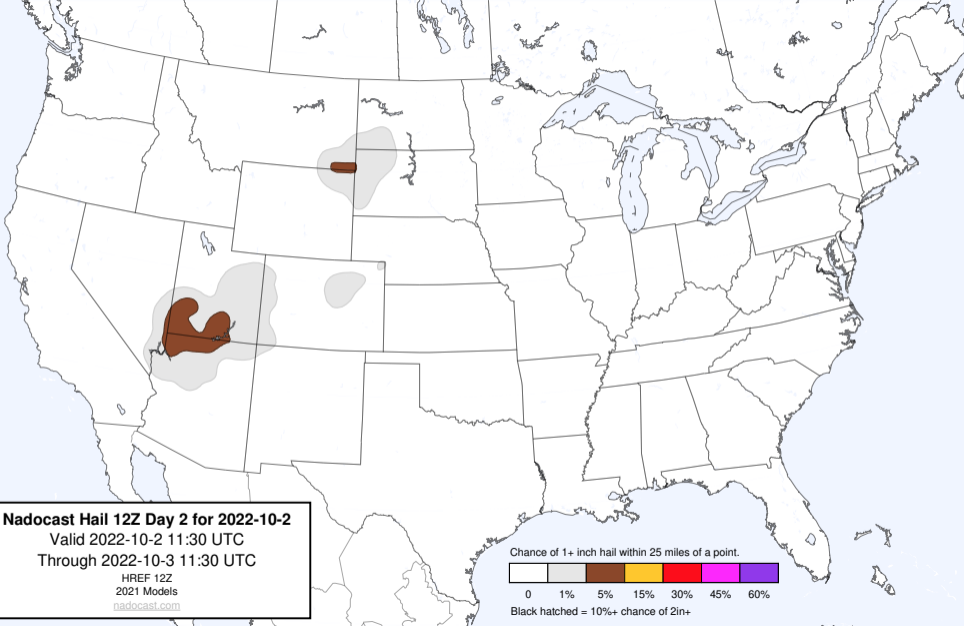 Nadocast Hail 12Z Day 2 for 2022-10-2
Valid 2022-10-2 11:30 UTC
Through 2022-10-3 11:30 UTC
HREF 12Z
2021 Models
nadocast.com
Chance of 1+ inch hail within 25 miles of a point.
0 1% 5% 15% 30% 45% 60%
Black hatched = 10%+ chance of 2in+